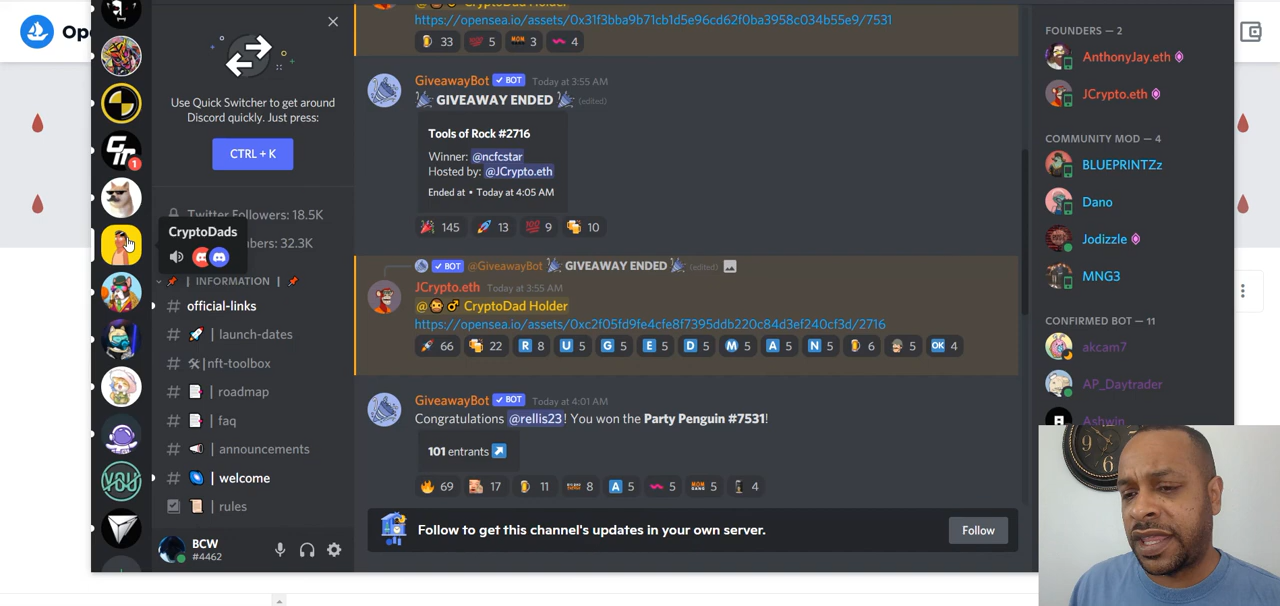 Ope
Use Quick Switcher to get around
Discord quickly. Just press:
CTRL + K
Twitter Followers: 18.5K
CryptoDads
bers: 32.3K
| INFORMATION |
# official-links
# | launch-dates
# | nft-toolbox
# | roadmap
# | faq
# | announcements
# | welcome
| rules
BCW
#4462
GM
1
YOU
CryptoDad Holder
https://opensea.io/assets/0x31f3bba9b71cb1d5e96cd62f0ba3958c034b55e9/7531
33 5 3 4
GiveawayBot ✓ BOT Today at 3:55 AM
GIVEAWAY ENDED (edited)
Tools of Rock #2716
Winner: @ncfcstar
Hosted by: @JCrypto.eth
Ended at • Today at 4:05 AM
145 13 9 10
✓ BOT @GiveawayBot GIVEAWAY ENDED (edited)
JCrypto.eth Today at 3:55 AM
@ CryptoDad Holder
https://opensea.io/assets/0xc2f05fd9fe4cfe8f7395ddb220c84d3ef240cf3d/2716
66 22 R 8 U 5 G 5 E 5 D 5 M 5 A 5 N 5 6 5 OK 4
GiveawayBot ✓ BOT Today at 4:01 AM
Congratulations @rellis23! You won the Party Penguin #7531!
101 entrants
69 17 11 8 A 5 5 5 4
Follow to get this channel's updates in your own server.
Follow
FOUNDERS — 2
AnthonyJay.eth
JCrypto.eth
COMMUNITY MOD — 4
BLUEPRINTZz
Dano
Jodizzle
MNG3
CONFIRMED BOT — 11
akcam7
AP_Daytrader
Ashwin